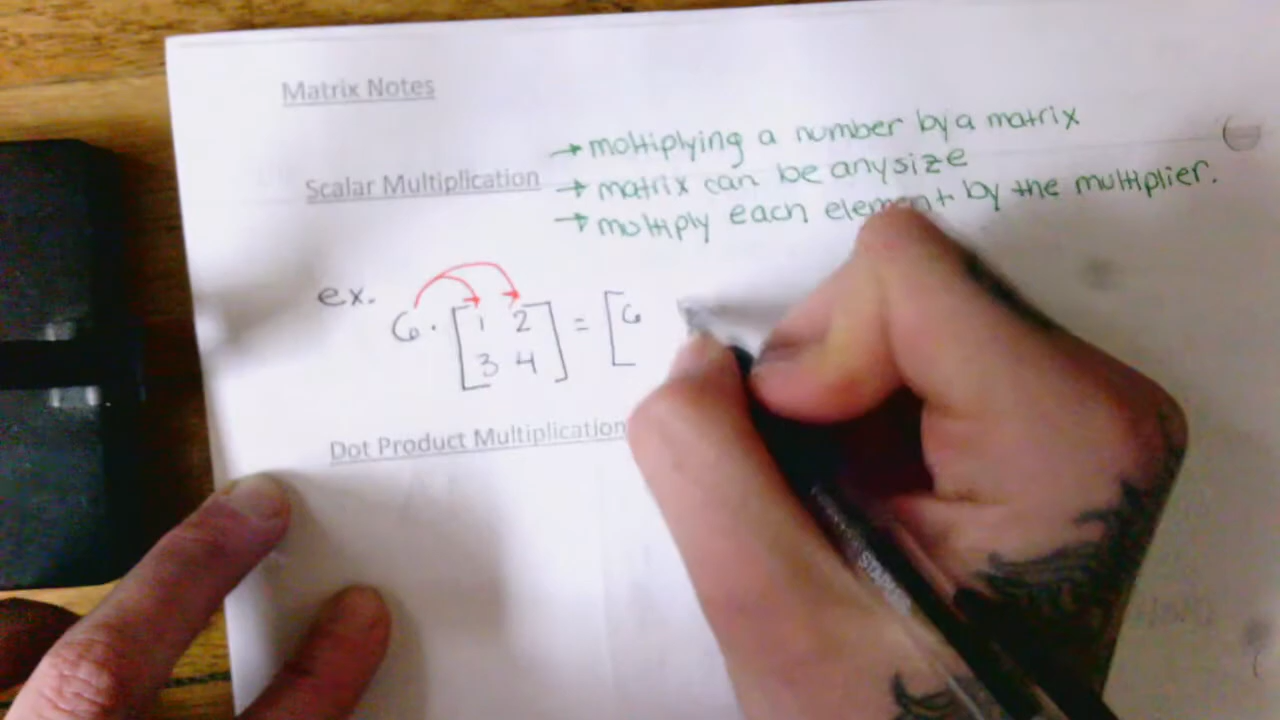 Matrix Notes
→ moltiplying a number by a matrix
Scalar Multiplication → matrix can be any size
→ multiply each element by the multiplier.
ex. 6 · [1 2 ] = [6
3 4
Dot Product Multiplication